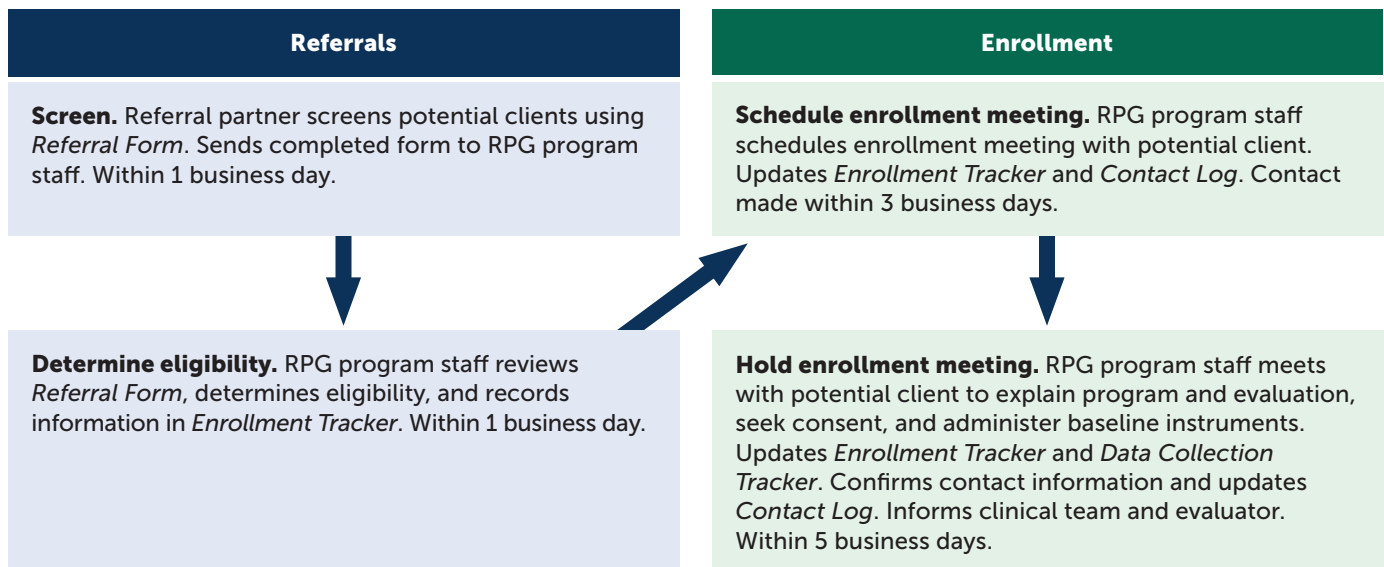 Referrals
Screen. Referral partner screens potential clients using
Referral Form. Sends completed form to RPG program
staff. Within 1 business day.
Determine eligibility. RPG program staff reviews
Referral Form, determines eligibility, and records
information in Enrollment Tracker. Within 1 business day.
Enrollment
Schedule enrollment meeting. RPG program staff
schedules enrollment meeting with potential client.
Updates Enrollment Tracker and Contact Log. Contact
made within 3 business days.
Hold enrollment meeting. RPG program staff meets
with potential client to explain program and evaluation,
seek consent, and administer baseline instruments.
Updates Enrollment Tracker and Data Collection
Tracker. Confirms contact information and updates
Contact Log. Informs clinical team and evaluator.
Within 5 business days.